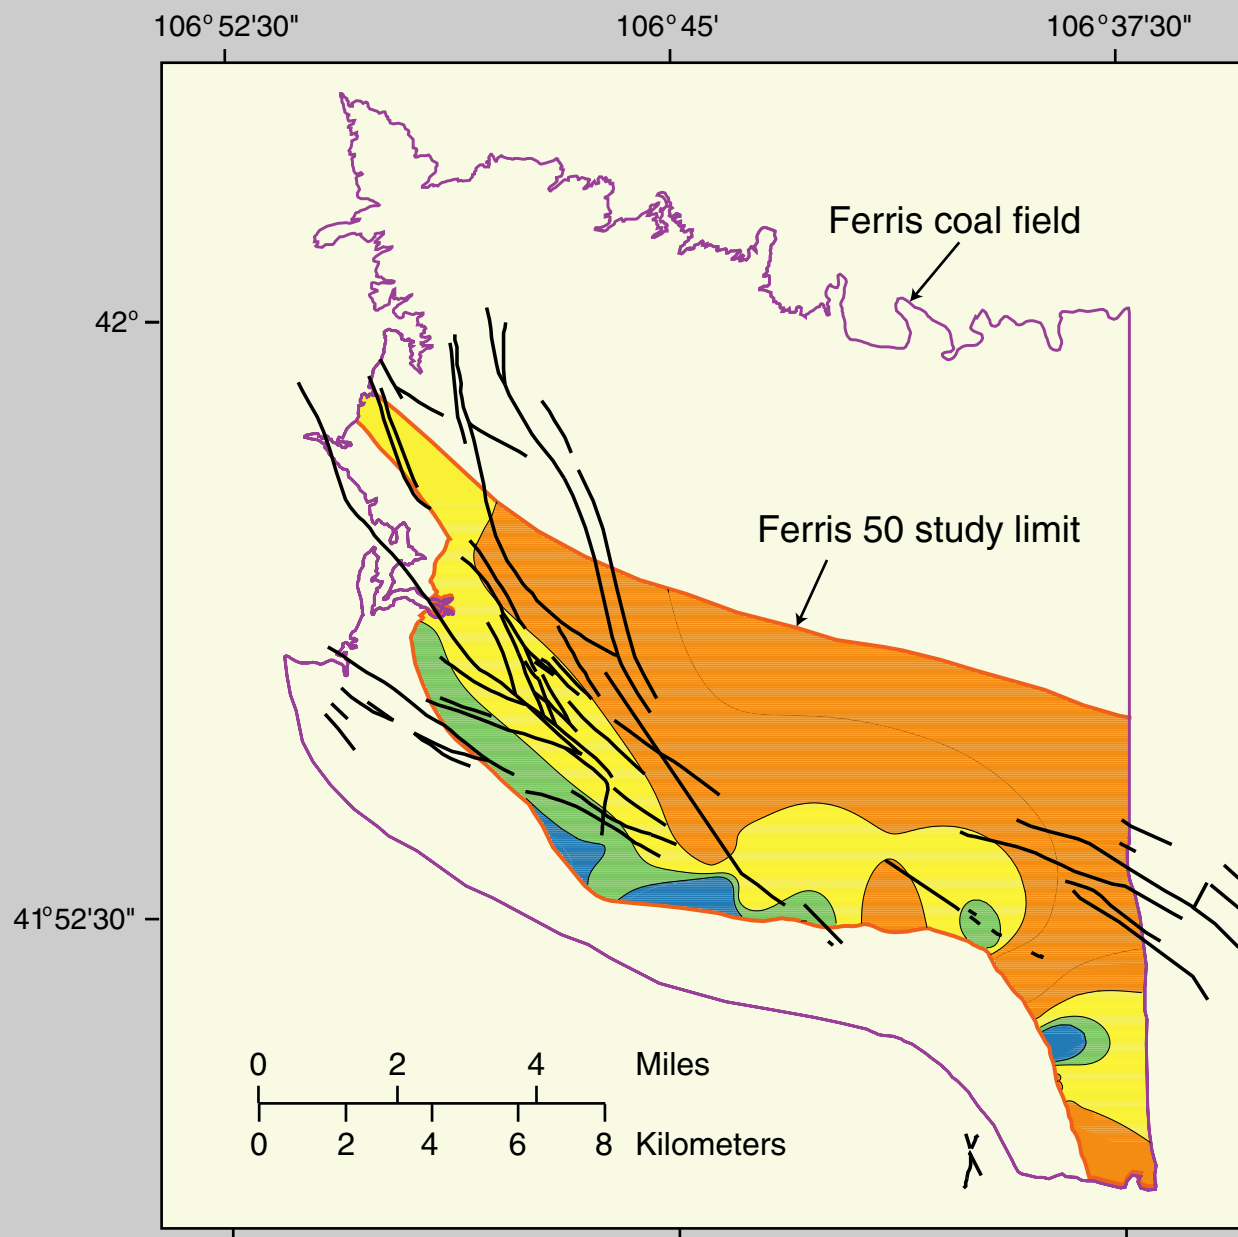 106°52'30" 106°45' 106°37'30"
Ferris coal field
42°
Ferris 50 study limit
41°52'30"
0 2 4 Miles
0 2 4 6 8 Kilometers